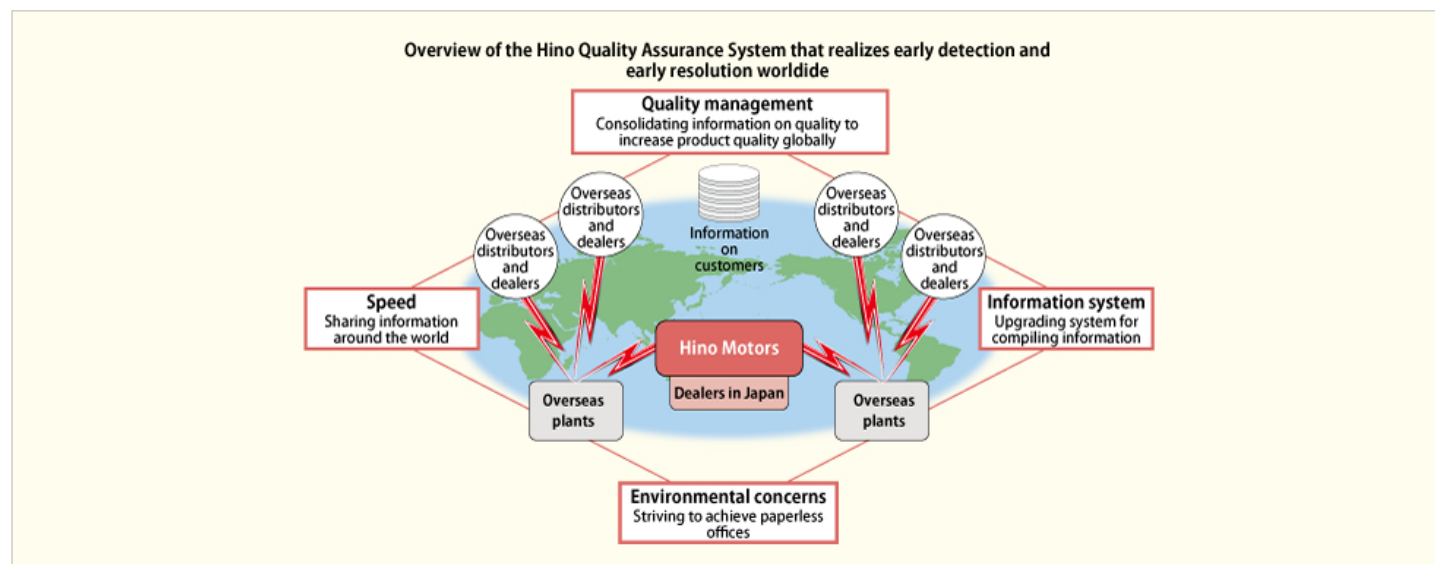 Overview of the Hino Quality Assurance System that realizes early detection and
early resolution worldide
Quality management
Consolidating information on quality to
increase product quality globally
Overseas
distributors
and
dealers
Overseas
distributors
and
dealers
Information
on
customers
Overseas
distributors
and
dealers
Overseas
distributors
and
dealers
Speed
Sharing information
around the world
Information system
Upgrading system for
compiling information
Hino Motors
Dealers in Japan
Overseas
plants
Overseas
plants
Environmental concerns
Striving to achieve paperless
offices